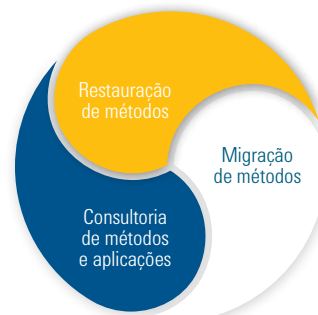 Restauração
de métodos
Migração
de métodos
Consultoria
de métodos
e aplicações